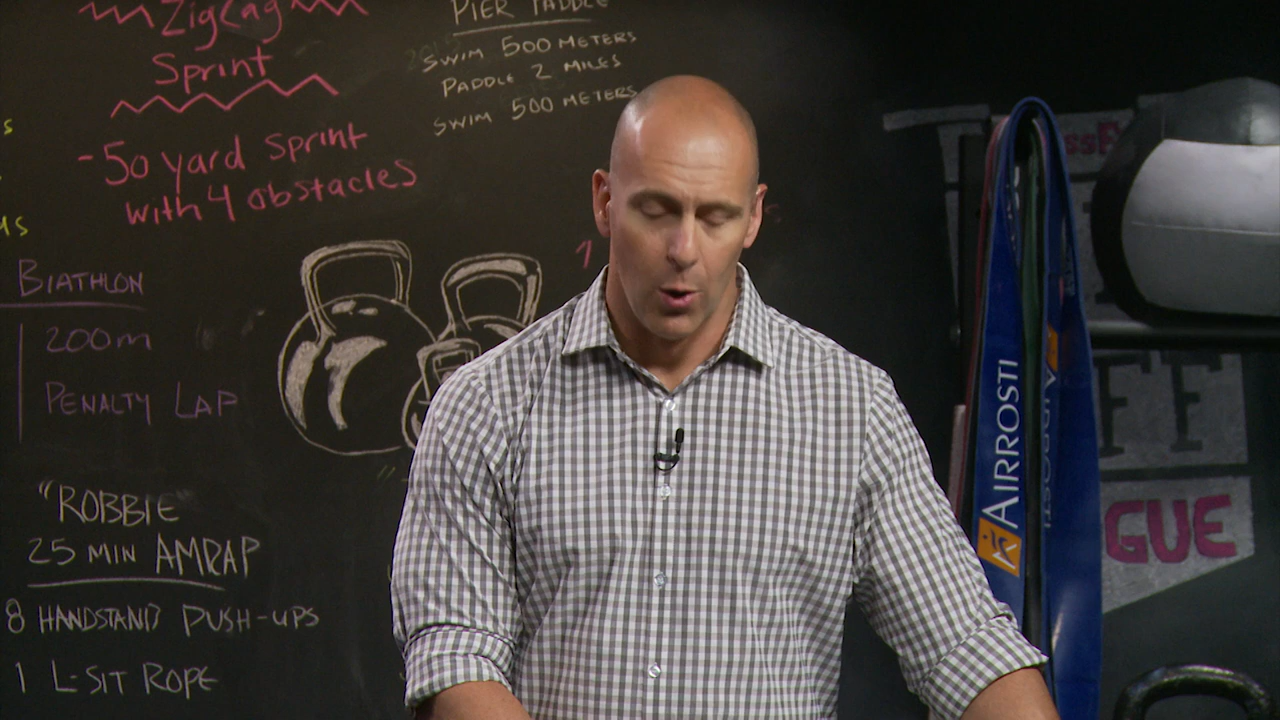 ZigZag
Sprint
-50 yard Sprint
with 4 obstacles
PIER PADDLE
SWIM 500 METERS
PADDLE 2 MILES
SWIM 500 METERS
BIATHLON
200m
PENALTY LAP
"ROBBIE"
25 MIN AMRAP
8 HANDSTAND PUSH-UPS
1 L-SIT ROPE
AIRROSTI
AIRROSTI
GUE